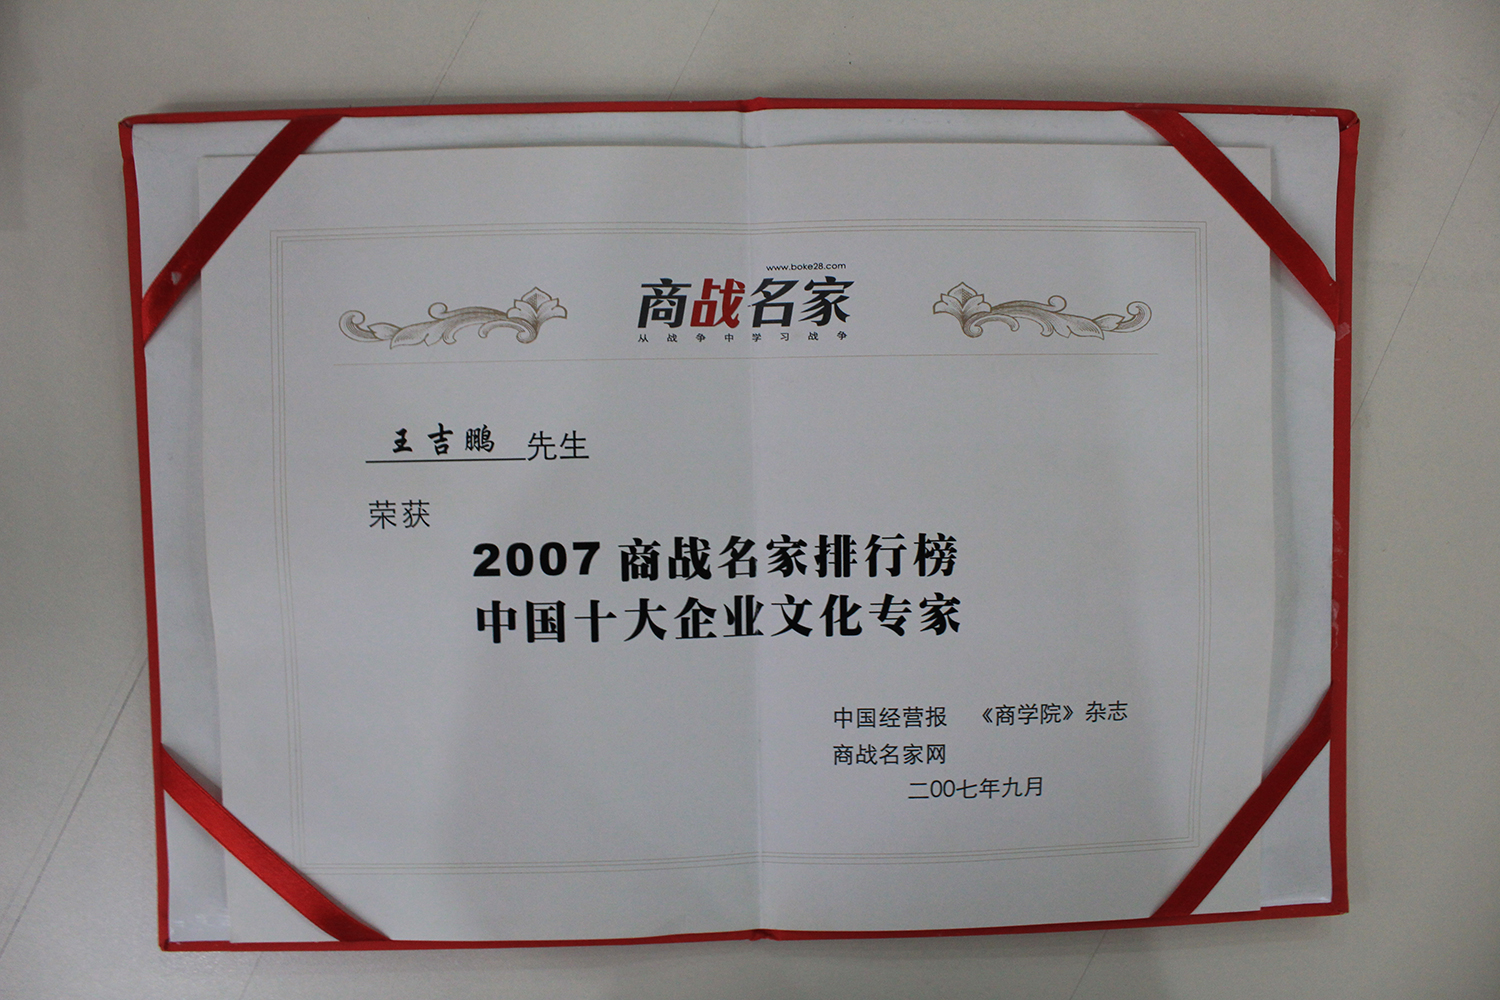 www.boke28.com
商战名家
从战争中学习战争
王吉鹏 先生
荣获
2007 商战名家排行榜
中国十大企业文化专家
中国经营报 《商学院》杂志
商战名家网
二00七年九月